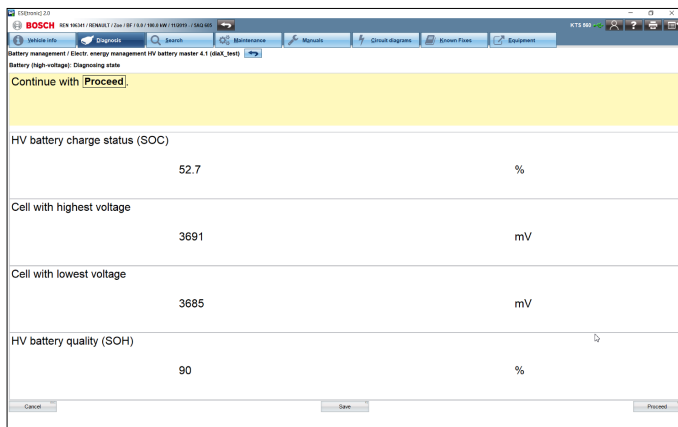 ESI[tronic] 2.0
BOSCH REN 106341 / RENAULT / Zoe / BF / 0.0 / 100.0 kW / 11/2019 - / 5AQ 605
KTS 560
Vehicle info Diagnosis Search Maintenance Manuals Circuit diagrams Known Fixes Equipment
Battery management / Electr. energy management HV battery master 4.1 (diaX_test)
Battery (high-voltage): Diagnosing state
Continue with Proceed.
HV battery charge status (SOC)
52.7 %
Cell with highest voltage
3691 mV
Cell with lowest voltage
3685 mV
HV battery quality (SOH)
90 %
Cancel Save Proceed